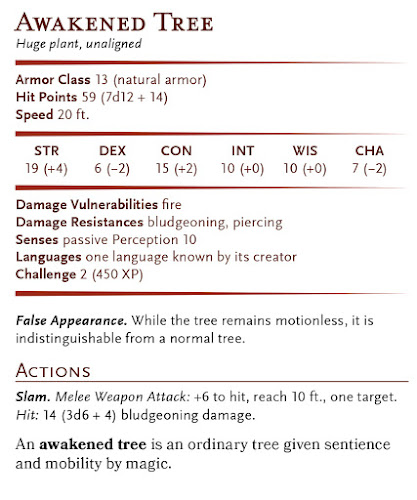 Awakened Tree
Huge plant, unaligned
Armor Class 13 (natural armor)
Hit Points 59 (7d12 + 14)
Speed 20 ft.
STR DEX CON INT WIS CHA
19 (+4) 6 (−2) 15 (+2) 10 (+0) 10 (+0) 7 (−2)
Damage Vulnerabilities fire
Damage Resistances bludgeoning, piercing
Senses passive Perception 10
Languages one language known by its creator
Challenge 2 (450 XP)
False Appearance. While the tree remains motionless, it is
indistinguishable from a normal tree.
Actions
Slam. Melee Weapon Attack: +6 to hit, reach 10 ft., one target.
Hit: 14 (3d6 + 4) bludgeoning damage.
An awakened tree is an ordinary tree given sentience
and mobility by magic.